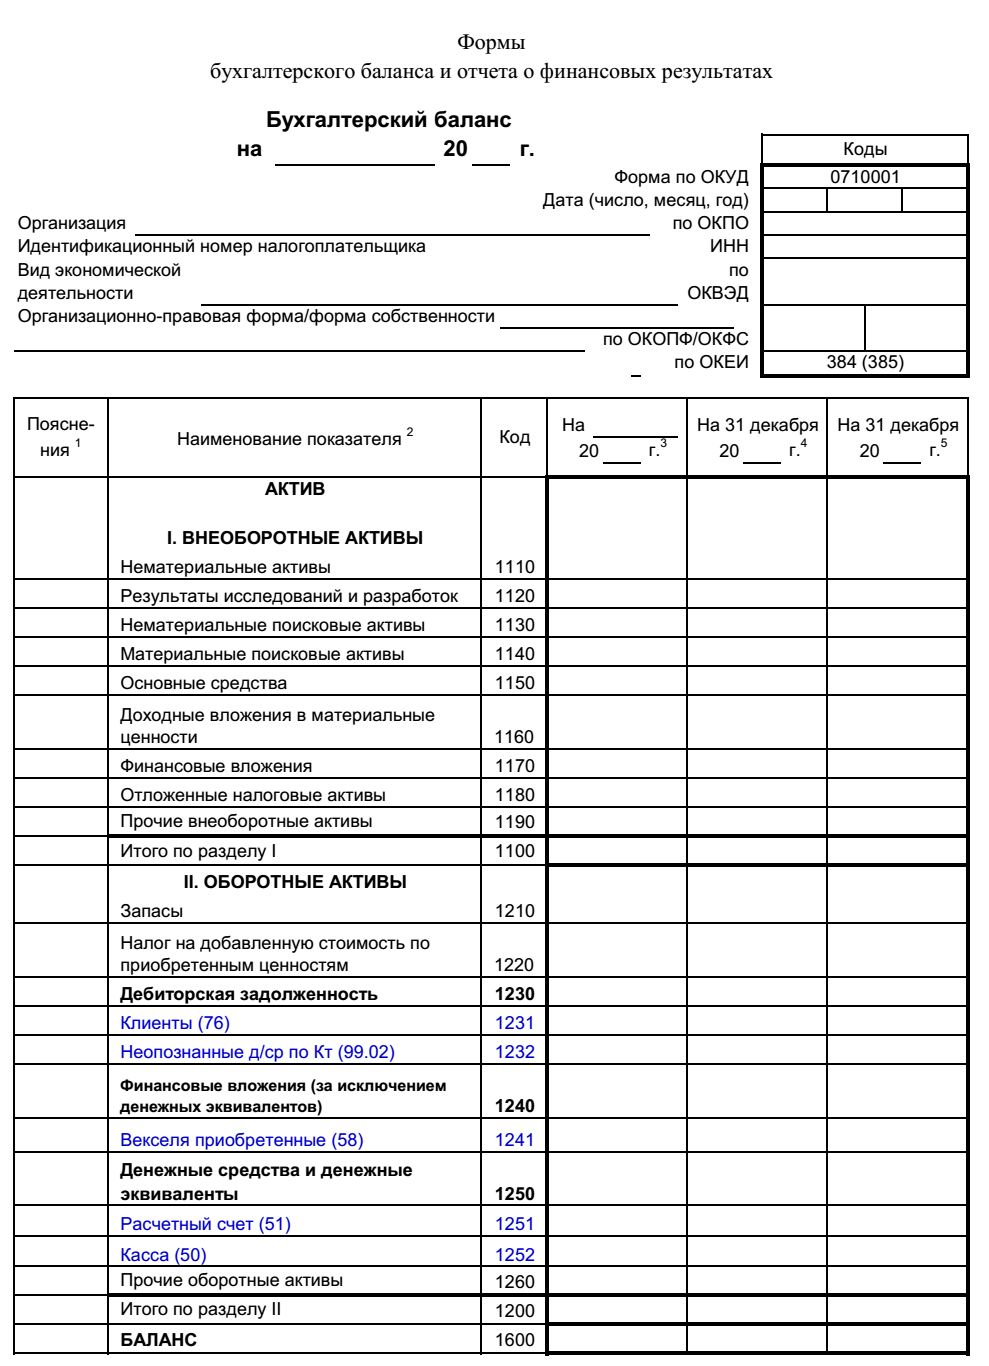 Формы
бухгалтерского баланса и отчета о финансовых результатах
Бухгалтерский баланс
на 20 г.
Коды
Форма по ОКУД 0710001
Дата (число, месяц, год)
Организация по ОКПО
Идентификационный номер налогоплательщика ИНН
Вид экономической по
деятельности ОКВЭД
Организационно-правовая форма/форма собственности
по ОКОПФ/ОКФС
по ОКЕИ 384 (385)
Поясне-
ния 1
Наименование показателя 2
Код
На
20 г.3
На 31 декабря
20 г.4
На 31 декабря
20 г.5
АКТИВ
I. ВНЕОБОРОТНЫЕ АКТИВЫ
Нематериальные активы 1110
Результаты исследований и разработок 1120
Нематериальные поисковые активы 1130
Материальные поисковые активы 1140
Основные средства 1150
Доходные вложения в материальные
ценности 1160
Финансовые вложения 1170
Отложенные налоговые активы 1180
Прочие внеоборотные активы 1190
Итого по разделу I 1100
II. ОБОРОТНЫЕ АКТИВЫ
Запасы 1210
Налог на добавленную стоимость по
приобретенным ценностям 1220
Дебиторская задолженность 1230
Клиенты (76) 1231
Неопознанные д/ср по Кт (99.02) 1232
Финансовые вложения (за исключением
денежных эквивалентов) 1240
Векселя приобретенные (58) 1241
Денежные средства и денежные
эквиваленты 1250
Расчетный счет (51) 1251
Касса (50) 1252
Прочие оборотные активы 1260
Итого по разделу II 1200
БАЛАНС 1600